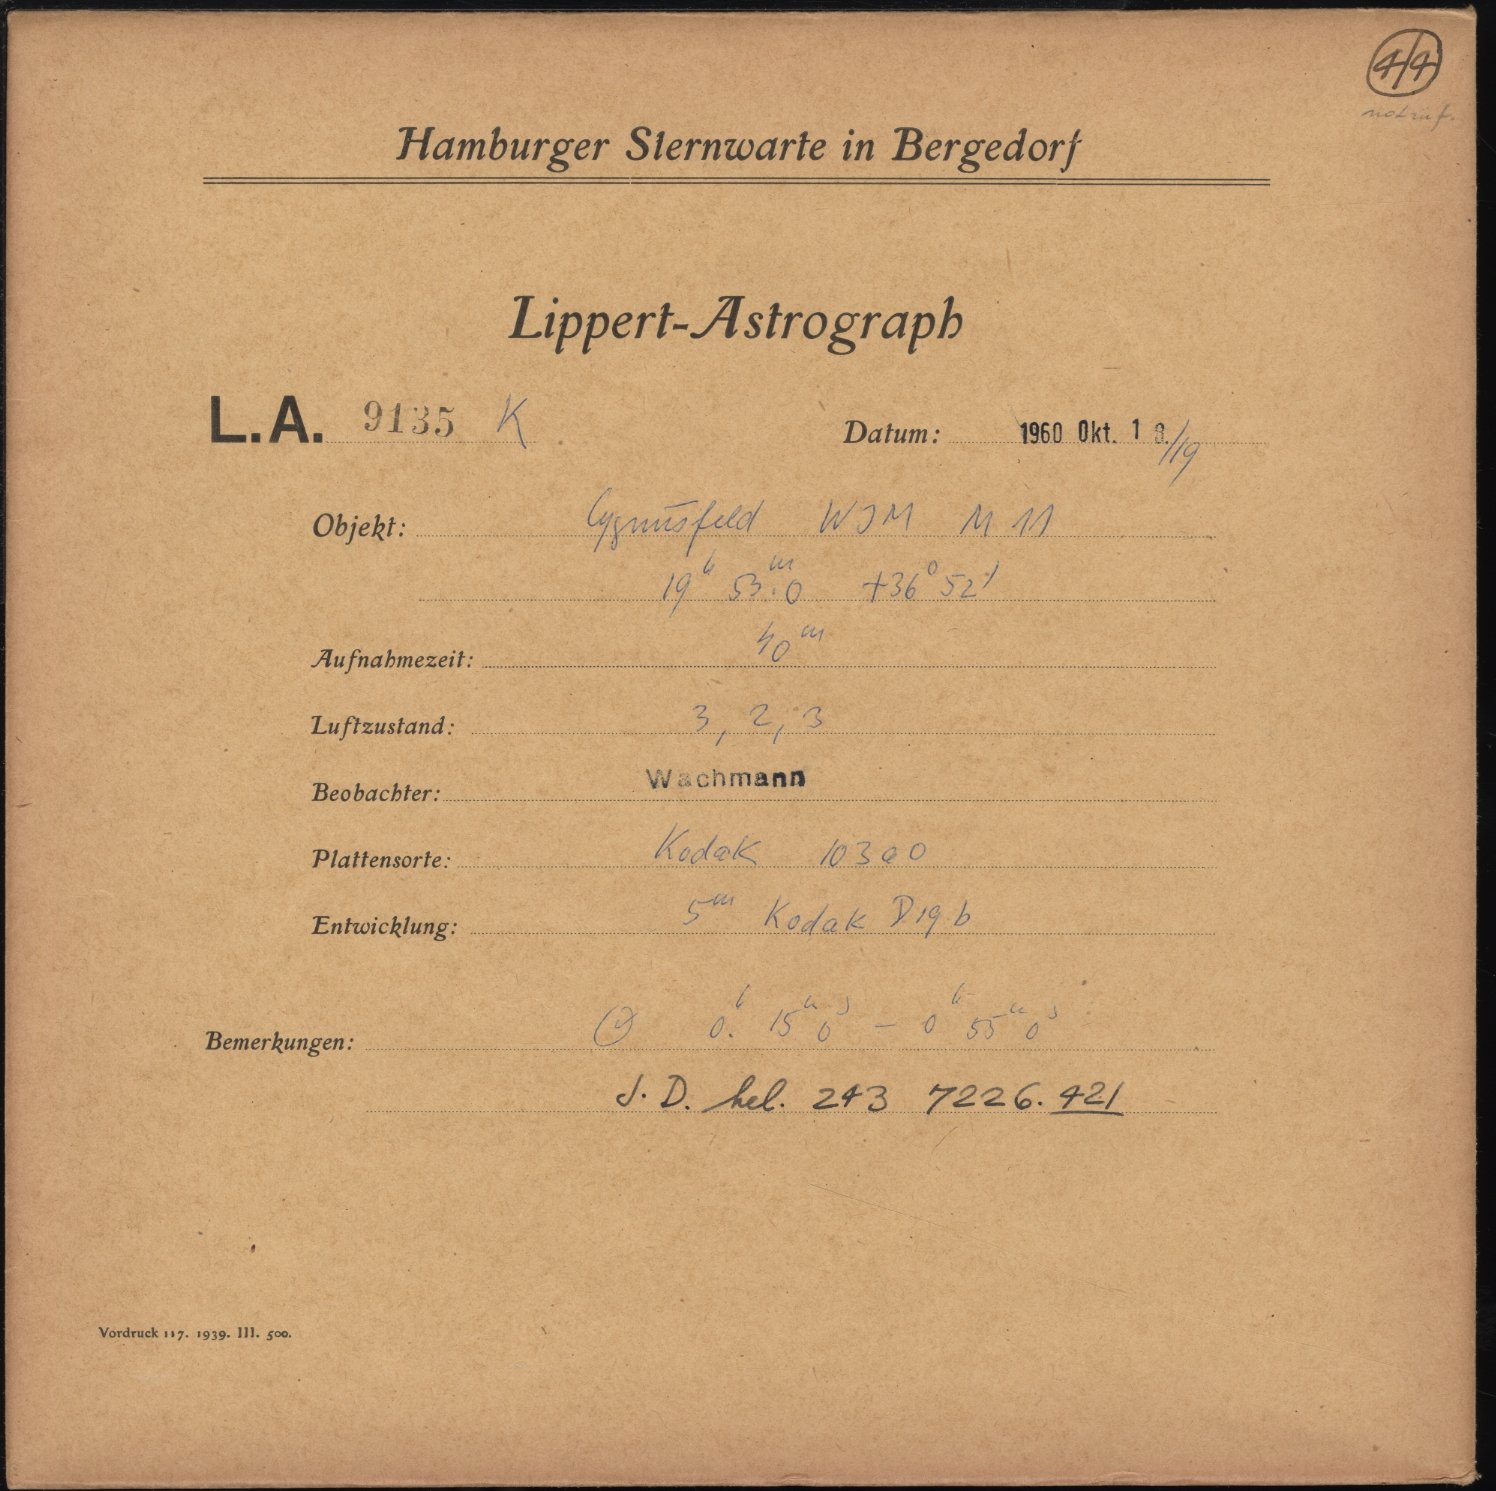 4/4
Hamburger Sternwarte in Bergedorf
Lippert-Astrograph
L.A. 9135 K
Datum: 1960 Okt. 18./19
Objekt: Cygnusfeld WJM M 11
19h 53m.0 +36° 52'
Aufnahmezeit: 40m
Luftzustand: 3, 2, 3
Beobachter: Wachmann
Plattensorte: Kodak 103aO
Entwicklung: 5m Kodak D19b
Bemerkungen: 0h 15m 0s – 0h 55m 0s
J. D. hel. 243 7226.421
Vordruck 117. 1939. III. 500.